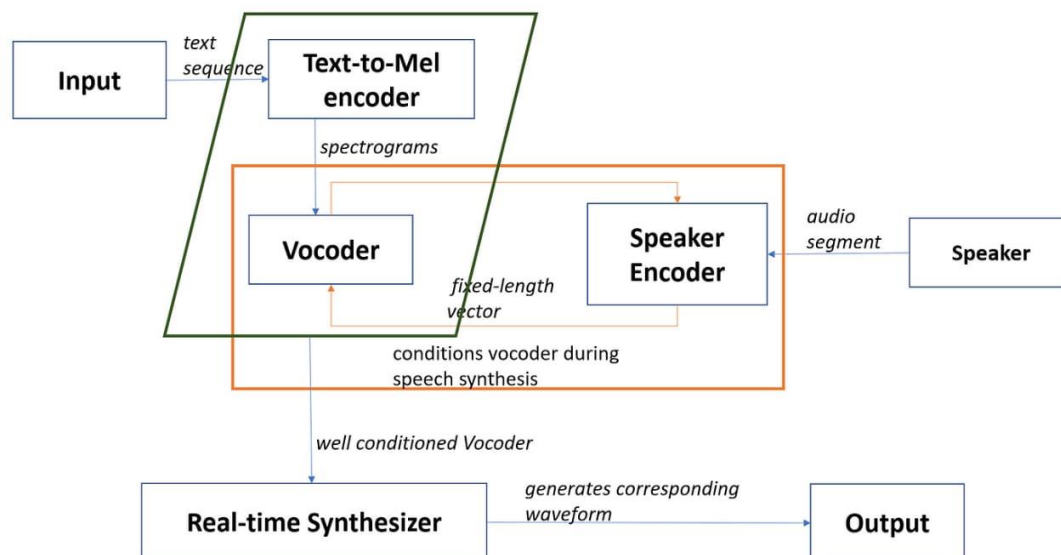 text
sequence
Input
Text-to-Mel
encoder
spectrograms
Vocoder
Speaker
Encoder
audio
segment
Speaker
fixed-length
vector
conditions vocoder during
speech synthesis
well conditioned Vocoder
Real-time Synthesizer
generates corresponding
waveform
Output